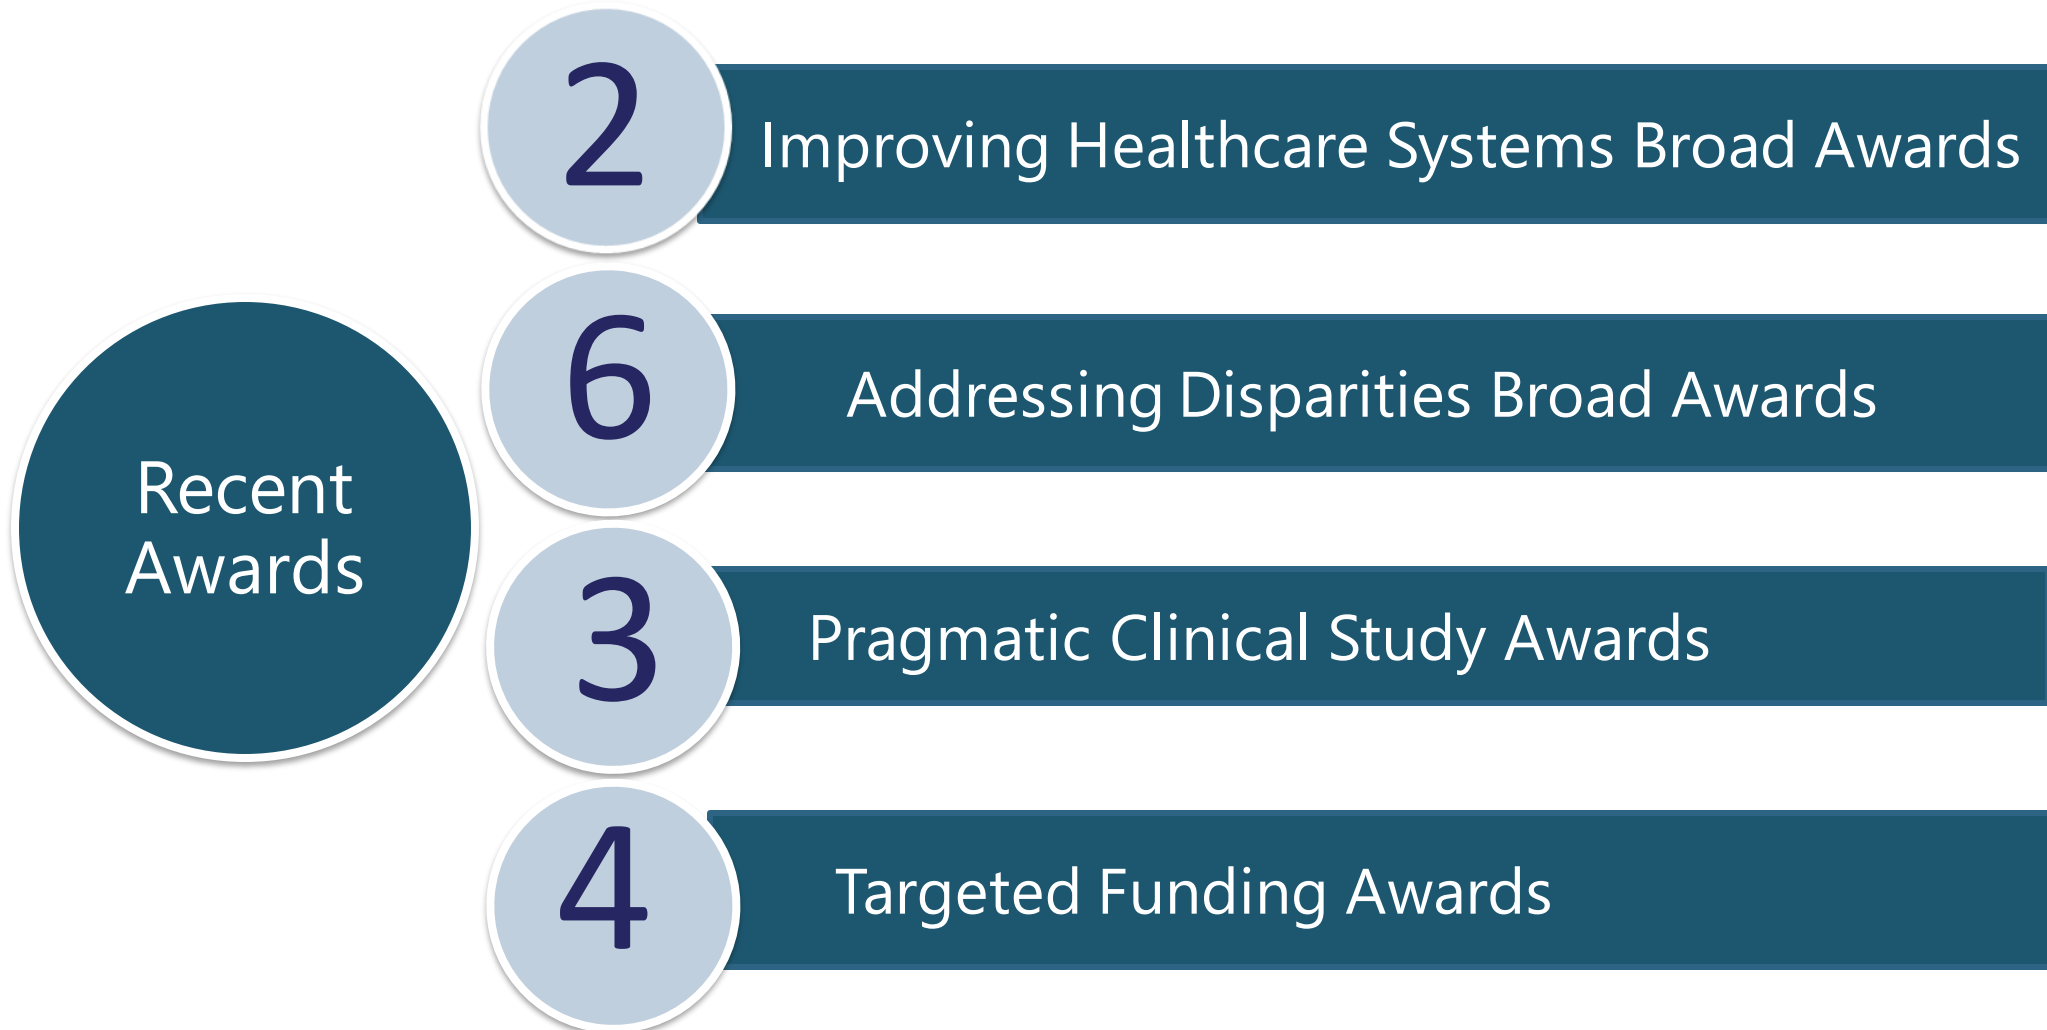 Recent
Awards
2
Improving Healthcare Systems Broad Awards
6
Addressing Disparities Broad Awards
3
Pragmatic Clinical Study Awards
4
Targeted Funding Awards